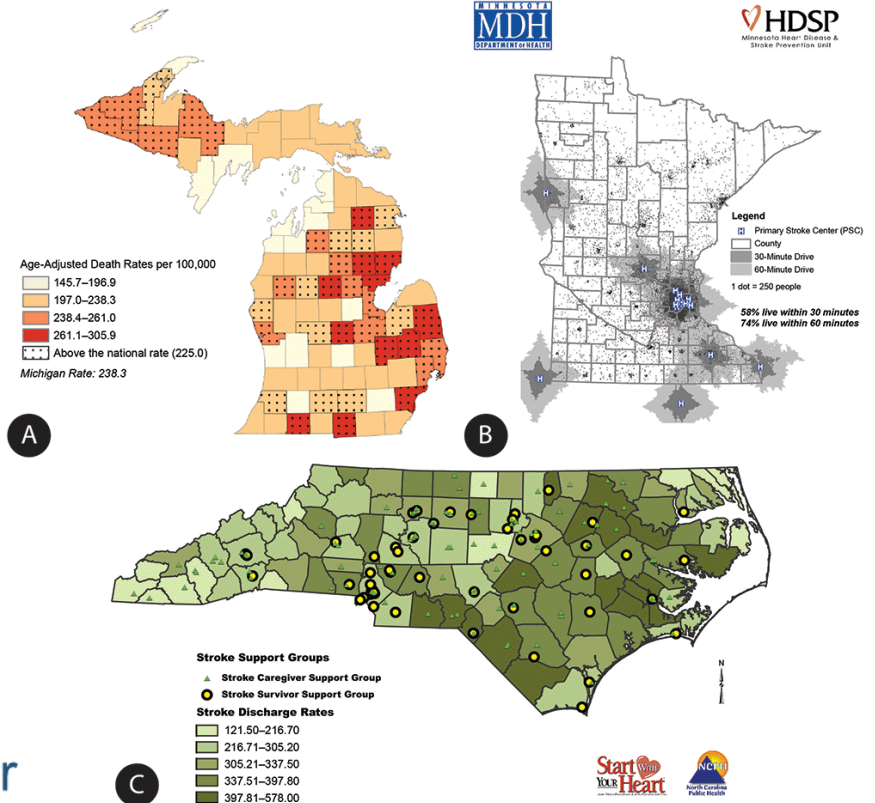 MINNESOTA
MDH
DEPARTMENT of HEALTH
HDSP
Minnesota Heart Disease &
Stroke Prevention Unit
Age-Adjusted Death Rates per 100,000
145.7–196.9
197.0–238.3
238.4–261.0
261.1–305.9
Above the national rate (225.0)
Michigan Rate: 238.3
A
H
H
H
H
H
H
Legend
H Primary Stroke Center (PSC)
County
30-Minute Drive
60-Minute Drive
1 dot = 250 people
58% live within 30 minutes
74% live within 60 minutes
B
Stroke Support Groups
Stroke Caregiver Support Group
Stroke Survivor Support Group
Stroke Discharge Rates
121.50–216.70
216.71–305.20
305.21–337.50
337.51–397.80
397.81–578.00
N
r
C
Start With
Your Heart
NCPH
North Carolina
Public Health